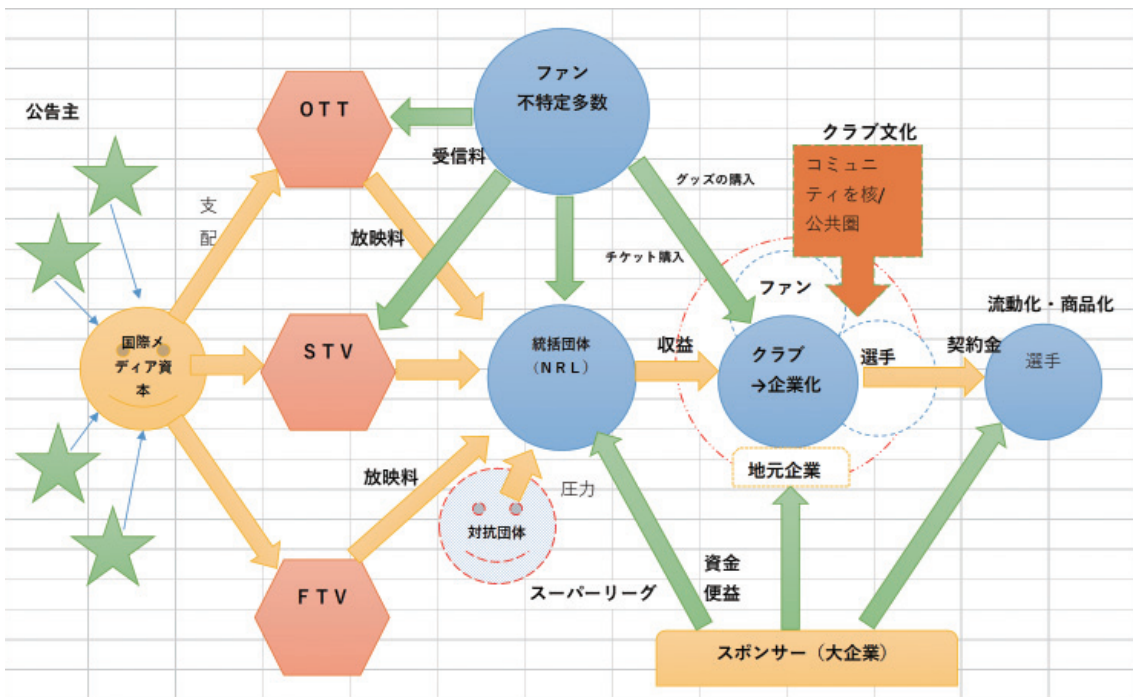 公告主
OTT
ファン
不特定多数
受信料
グッズの購入
クラブ文化
コミュニ
ティを核/
公共圏
支
配
放映料
チケット購入
ファン
流動化・商品化
国際メ
ディア資
本
STV
統括団体
(NRL)
収益
クラブ
→企業化
選手
契約金
選手
放映料
圧力
地元企業
対抗団体
スーパーリーグ
資金
便益
FTV
スポンサー(大企業)